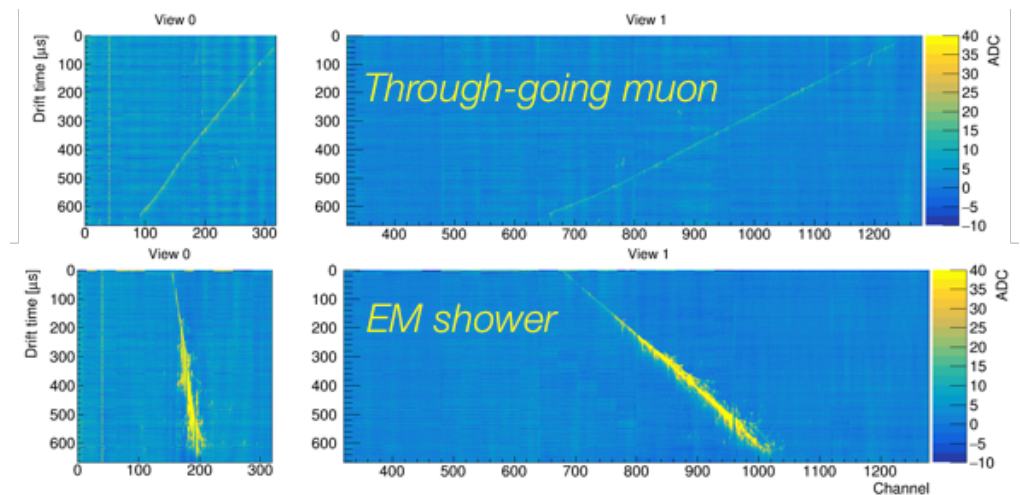 View 0
View 1
Drift time [μs]
0
100
200
300
400
500
600
0 100 200 300
Through-going muon
400 500 600 700 800 900 1000 1100 1200
40
35
30
25
20
15
10
5
0
−5
−10
ADC
View 0
View 1
Drift time [μs]
0
100
200
300
400
500
600
0 100 200 300
EM shower
400 500 600 700 800 900 1000 1100 1200
Channel
40
35
30
25
20
15
10
5
0
−5
−10
ADC